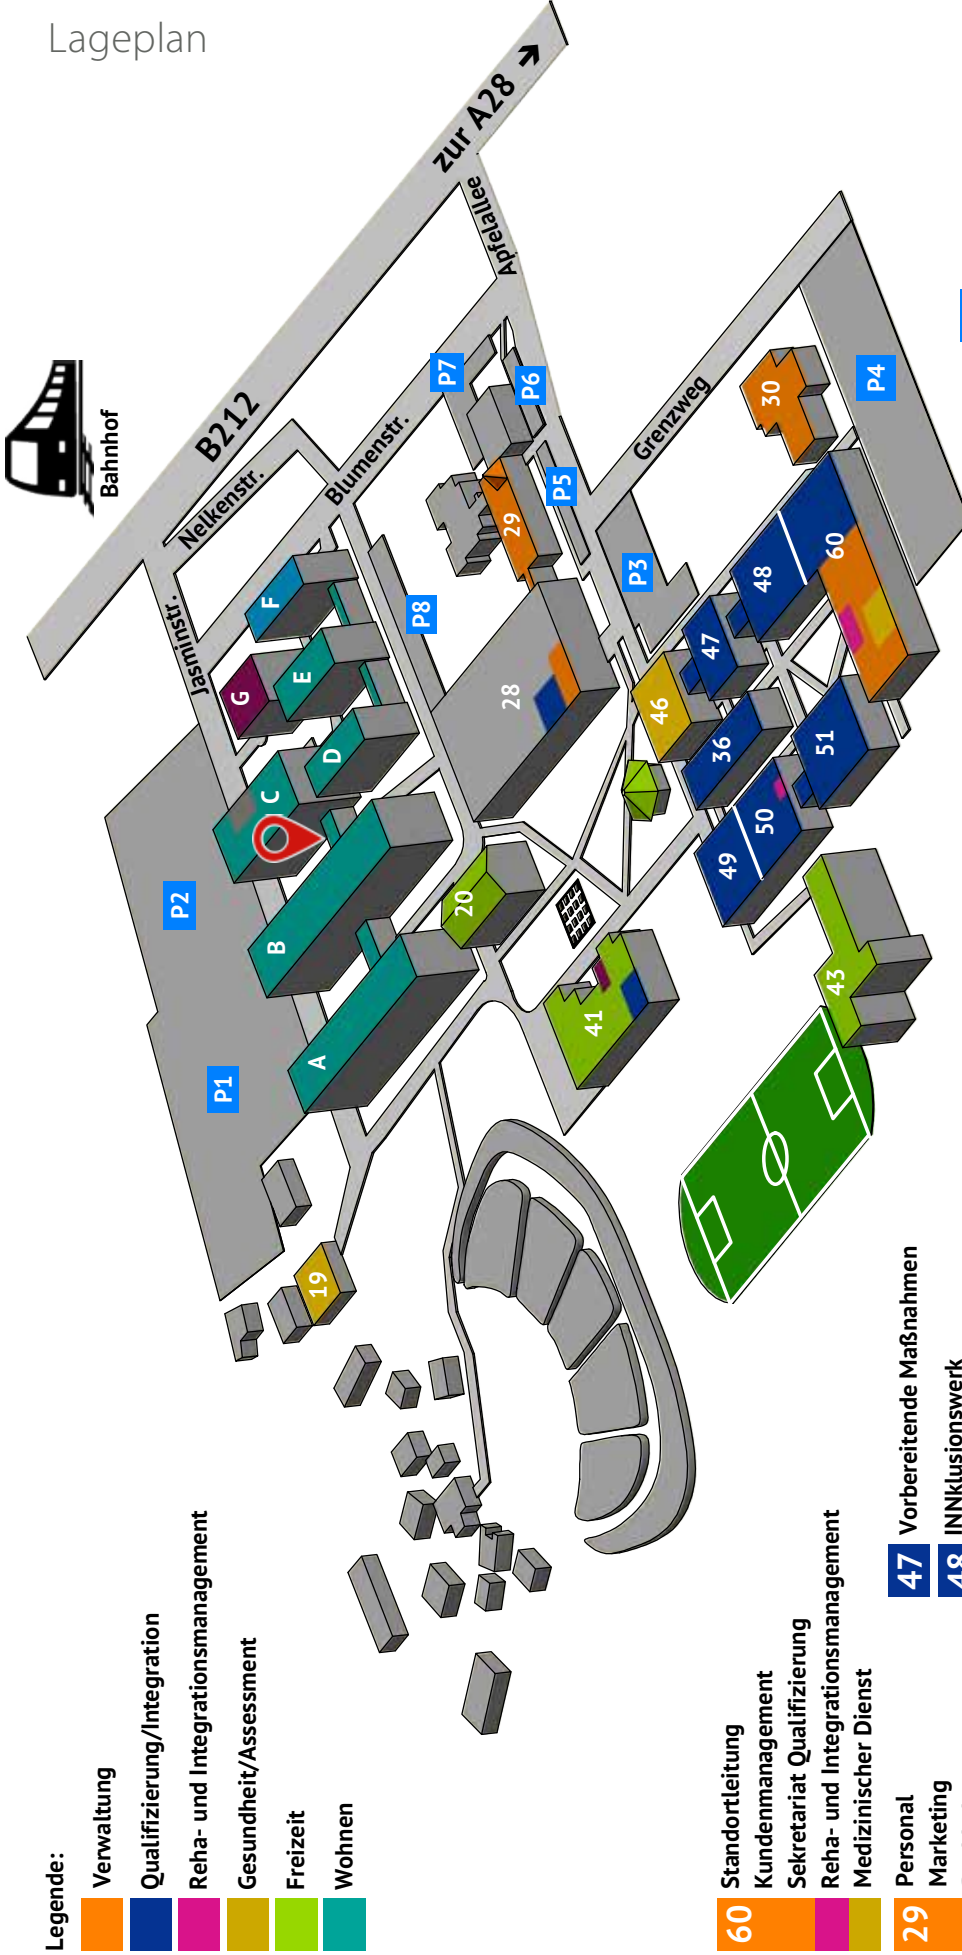 Lageplan
zur A28
Apfelallee
B212
Bahnhof
Nelkenstr.
Blumenstr.
Jasminstr.
Grenzweg
P7
P6
P5
P4
P3
P8
P2
P1
30
29
60
48
47
46
36
51
50
49
28
F
G
E
D
C
B
A
20
41
43
19
Legende:
Verwaltung
Qualifizierung/Integration
Reha- und Integrationsmanagement
Gesundheit/Assessment
Freizeit
Wohnen
60 Standortleitung
Kundenmanagement
Sekretariat Qualifizierung
Reha- und Integrationsmanagement
Medizinischer Dienst
29 Personal
Marketing
47 Vorbereitende Maßnahmen
48 INNklusionswerk